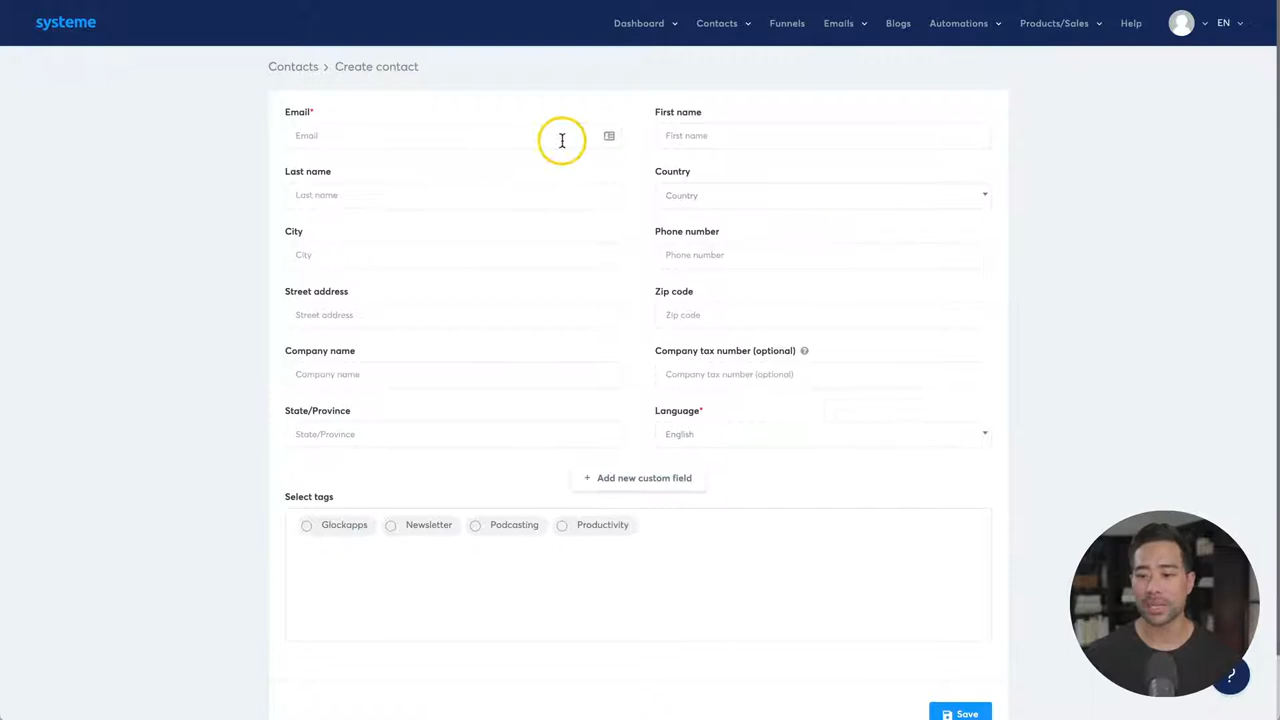 systeme
Dashboard Contacts Funnels Emails Blogs Automations Products/Sales Help EN
Contacts > Create contact
Email* First name
Email First name
Last name Country
Last name Country
City Phone number
City Phone number
Street address Zip code
Street address Zip code
Company name Company tax number (optional) ?
Company name Company tax number (optional)
State/Province Language*
State/Province English
+ Add new custom field
Select tags
Glockapps Newsletter Podcasting Productivity
?
Save